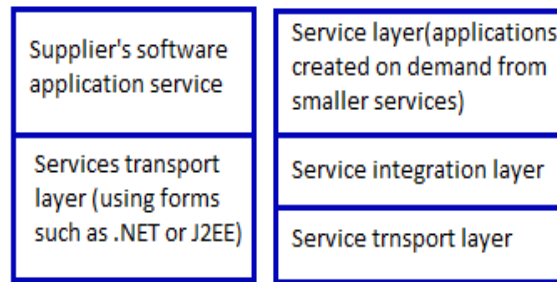 Supplier's software
application service
Services transport
layer (using forms
such as .NET or J2EE)
Service layer(applications
created on demand from
smaller services)
Service integration layer
Service trnsport layer